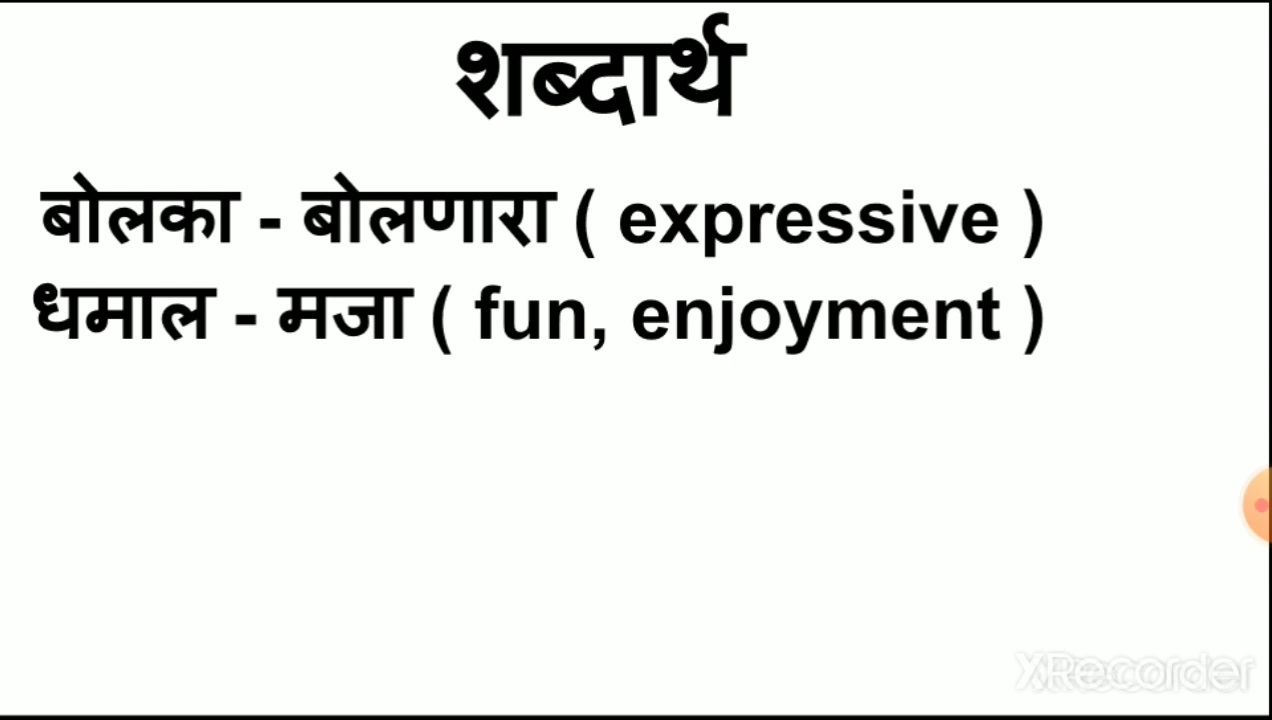 शब्दार्थ
बोलका - बोलणारा ( expressive )
धमाल - मजा ( fun, enjoyment )
XRecorder